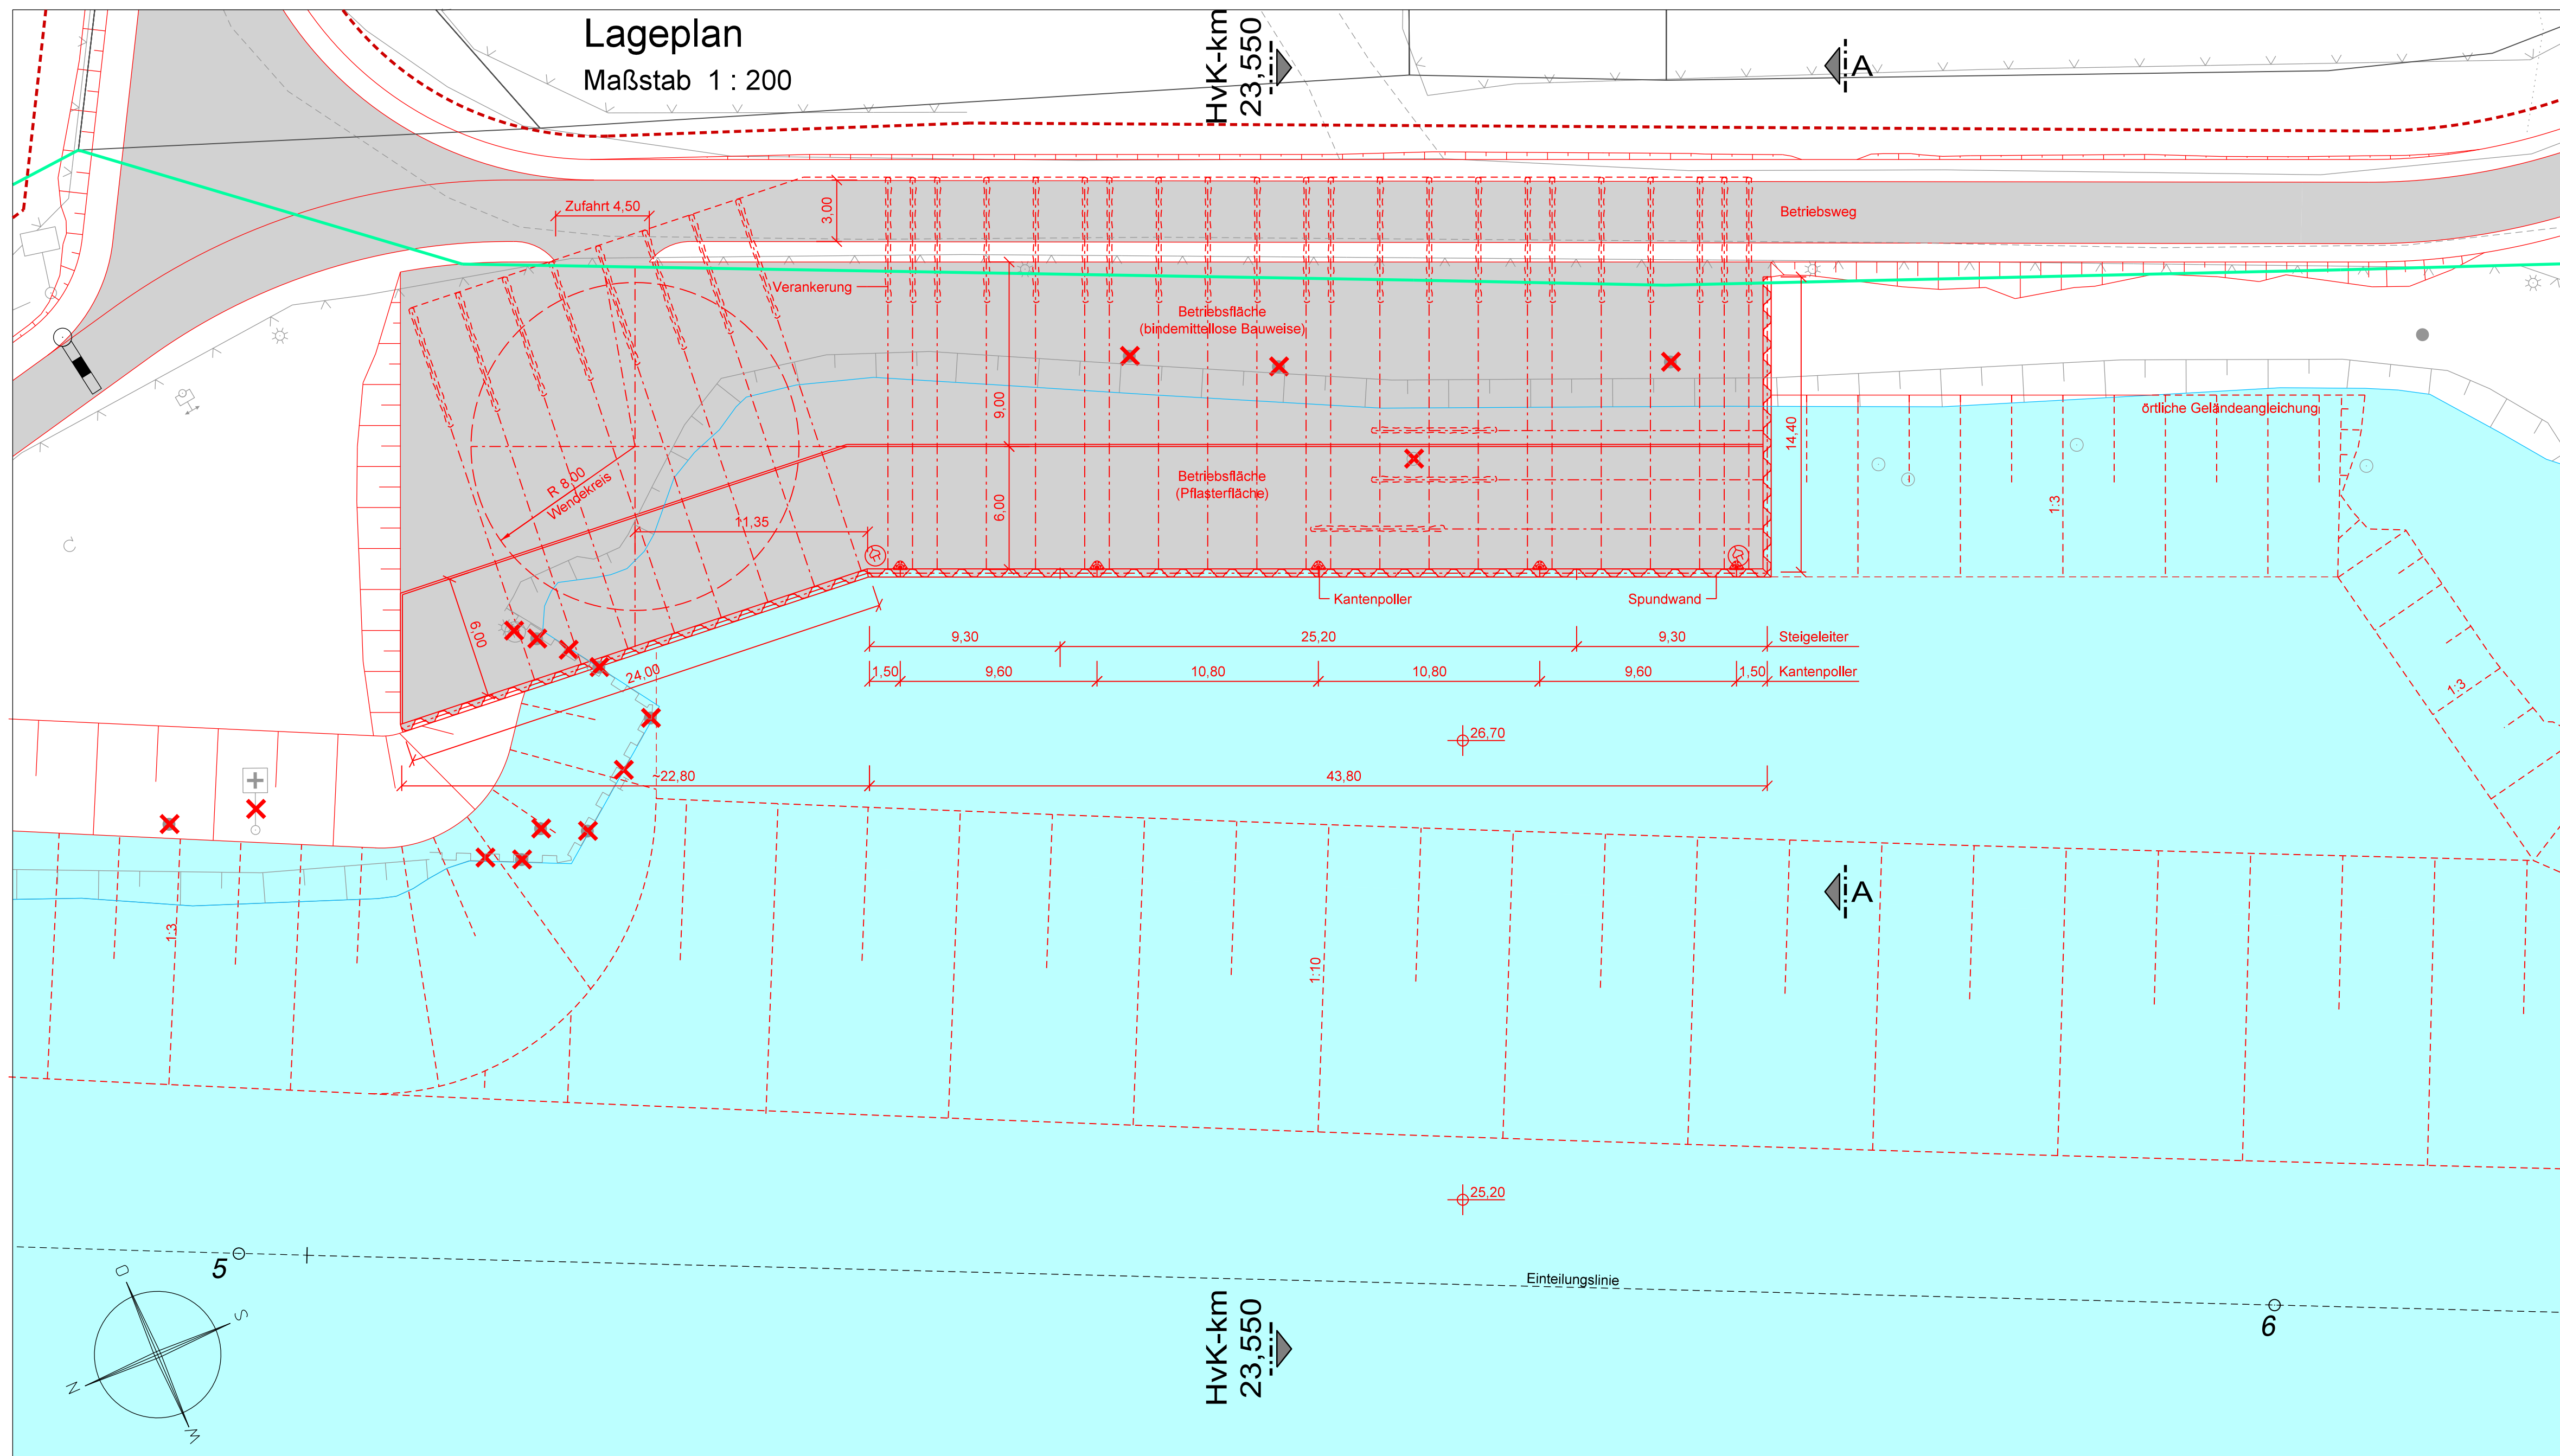 Lageplan
Maßstab 1 : 200
HvK-km
23,550
A
Zufahrt 4,50
3,00
Betriebsweg
Verankerung
Betriebsfläche
(bindemittellose Bauweise)
9,00
14,40
örtliche Geländeangleichung
R 8,00
Wendekreis
Betriebsfläche
(Pflasterfläche)
6,00
11,35
1:3
Kantenpoller
Spundwand
6,00
24,00
9,30
25,20
9,30
Steigeleiter
1,50
9,60
10,80
10,80
9,60
1,50
Kantenpoller
1:3
26,70
~22,80
43,80
A
1:3
1:10
25,20
5
Einteilungslinie
6
O
S
N
W
HvK-km
23,550